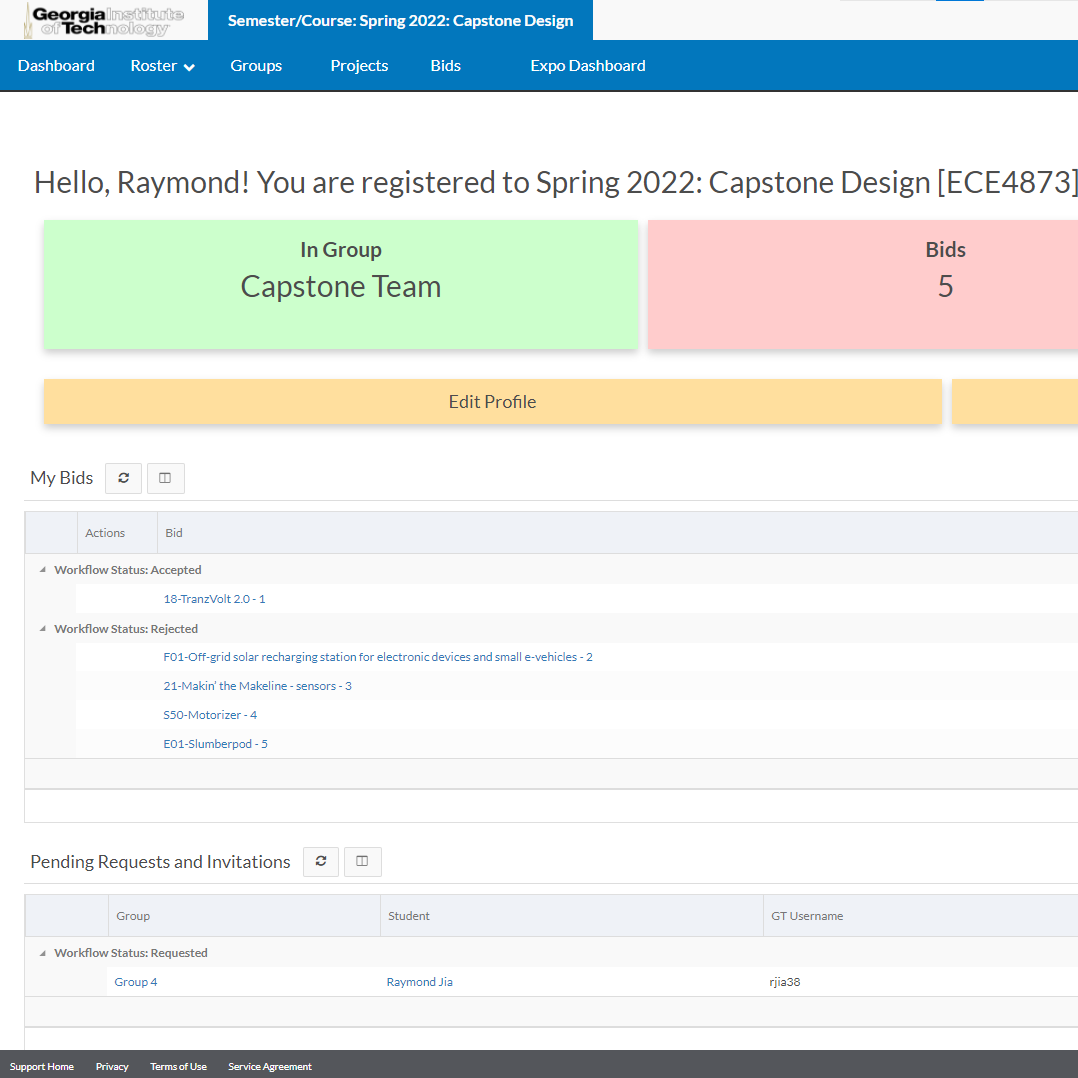 Georgia Institute
of Technology
Semester/Course: Spring 2022: Capstone Design
Dashboard Roster Groups Projects Bids Expo Dashboard
Hello, Raymond! You are registered to Spring 2022: Capstone Design [ECE4873]
In Group
Capstone Team
Bids
5
Edit Profile
My Bids
Actions Bid
Workflow Status: Accepted
18-TranzVolt 2.0 - 1
Workflow Status: Rejected
F01-Off-grid solar recharging station for electronic devices and small e-vehicles - 2
21-Makin' the Makeline - sensors - 3
S50-Motorizer - 4
E01-Slumberpod - 5
Pending Requests and Invitations
Group Student GT Username
Workflow Status: Requested
Group 4 Raymond Jia rjia38
Support Home Privacy Terms of Use Service Agreement